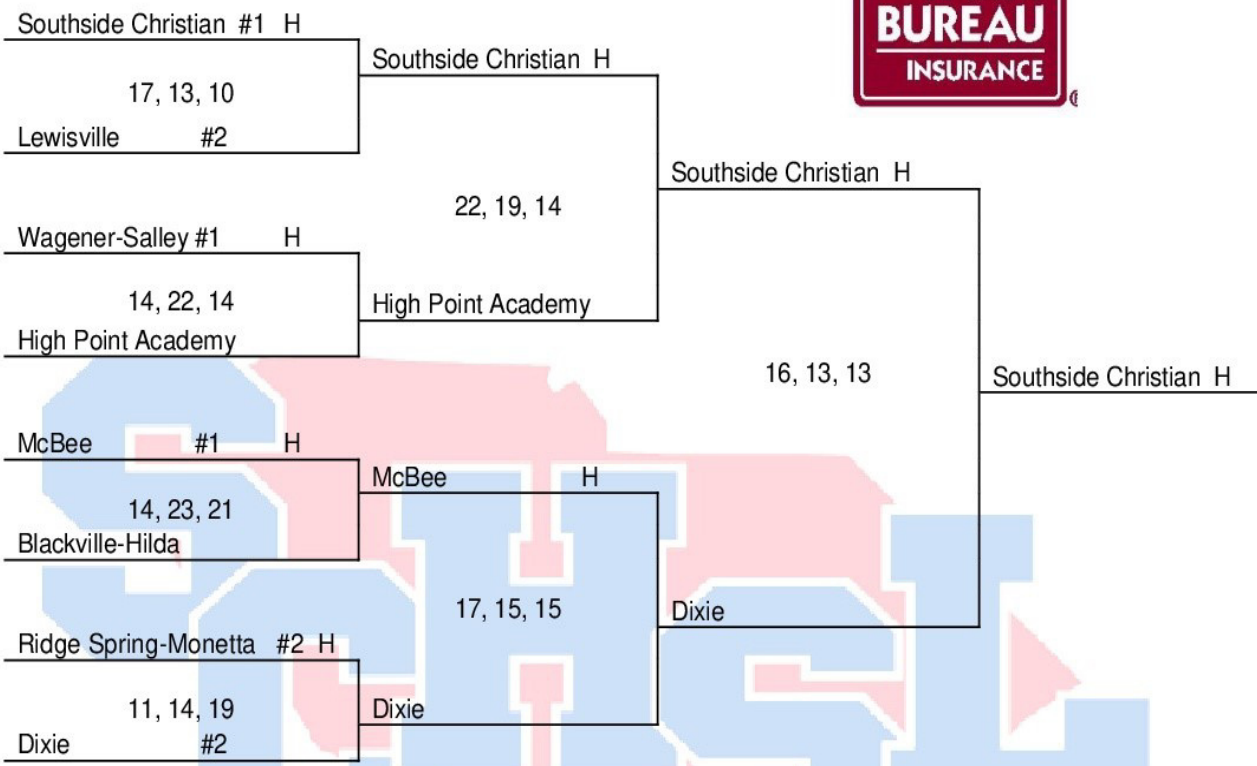 Southside Christian #1 H
17, 13, 10
Lewisville #2
Southside Christian H
22, 19, 14
Wagener-Salley #1 H
14, 22, 14
High Point Academy
High Point Academy
Southside Christian H
16, 13, 13
Southside Christian H
McBee #1 H
14, 23, 21
Blackville-Hilda
McBee H
17, 15, 15
Ridge Spring-Monetta #2 H
11, 14, 19
Dixie #2
Dixie
Dixie
BUREAU
INSURANCE
®
SCHSL